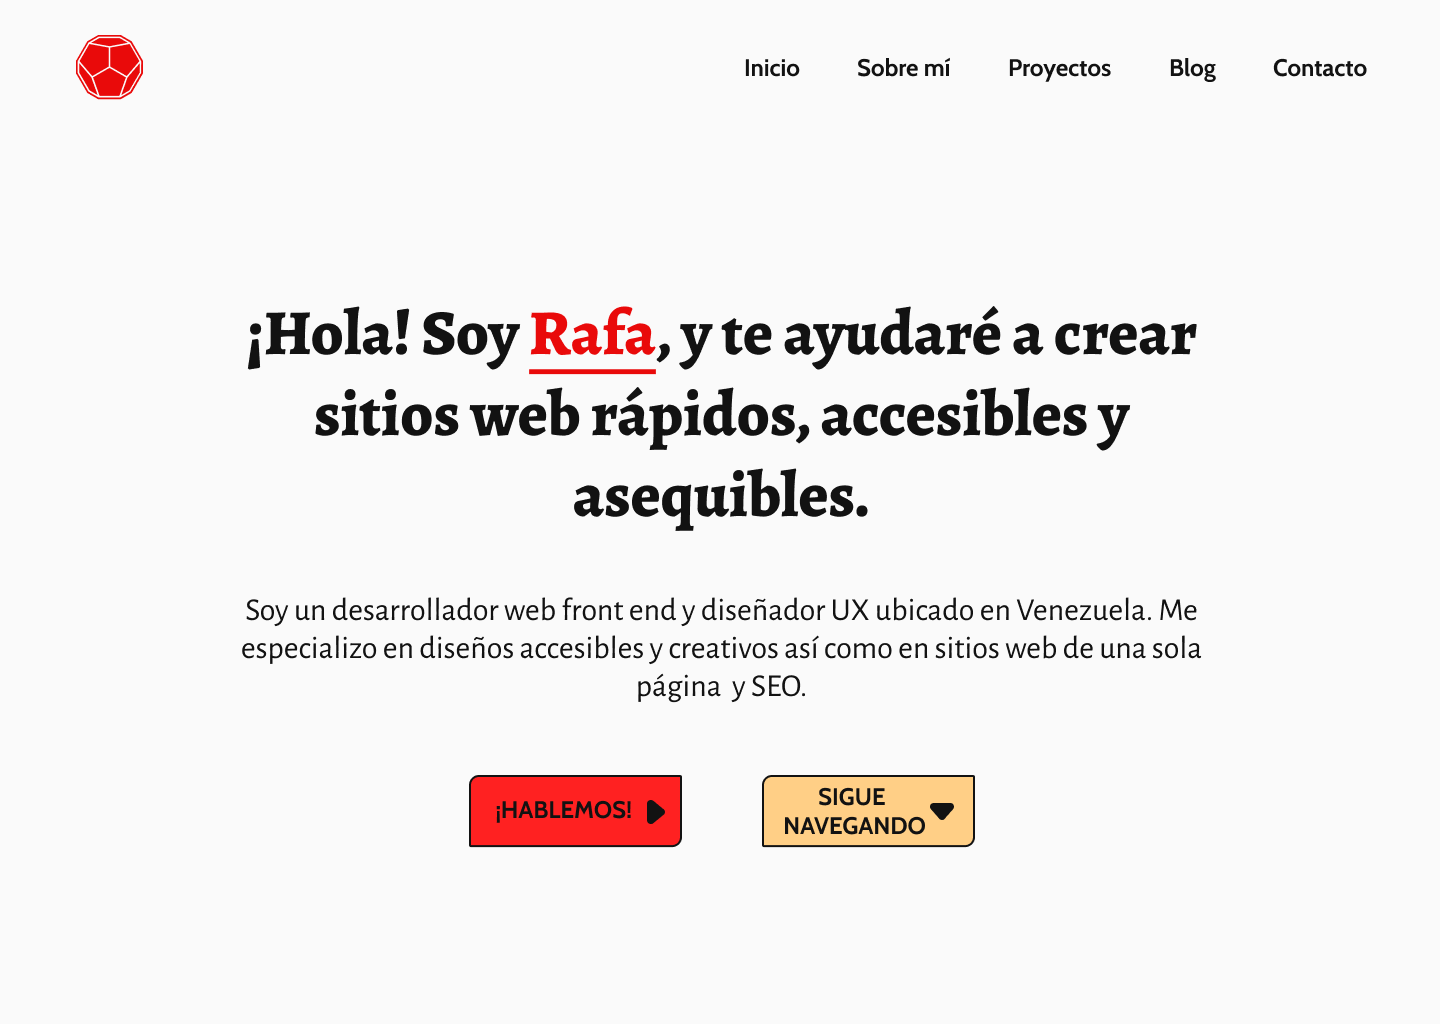 Inicio Sobre mí Proyectos Blog Contacto
¡Hola! Soy Rafa, y te ayudaré a crear
sitios web rápidos, accesibles y
asequibles.
Soy un desarrollador web front end y diseñador UX ubicado en Venezuela. Me
especializo en diseños accesibles y creativos así como en sitios web de una sola
página  y SEO.
¡HABLEMOS!
SIGUE
NAVEGANDO